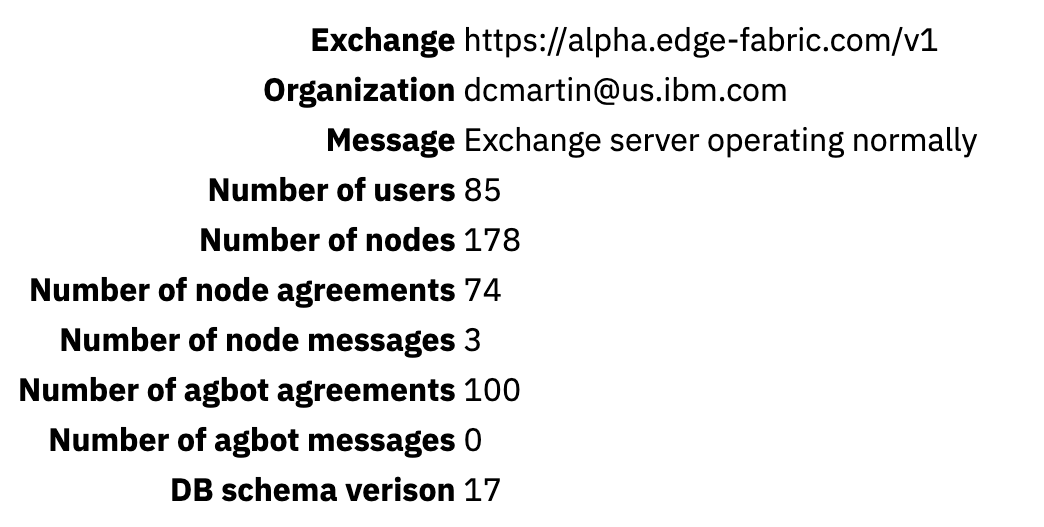 Exchange https://alpha.edge-fabric.com/v1
Organization dcmartin@us.ibm.com
Message Exchange server operating normally
Number of users 85
Number of nodes 178
Number of node agreements 74
Number of node messages 3
Number of agbot agreements 100
Number of agbot messages 0
DB schema verison 17